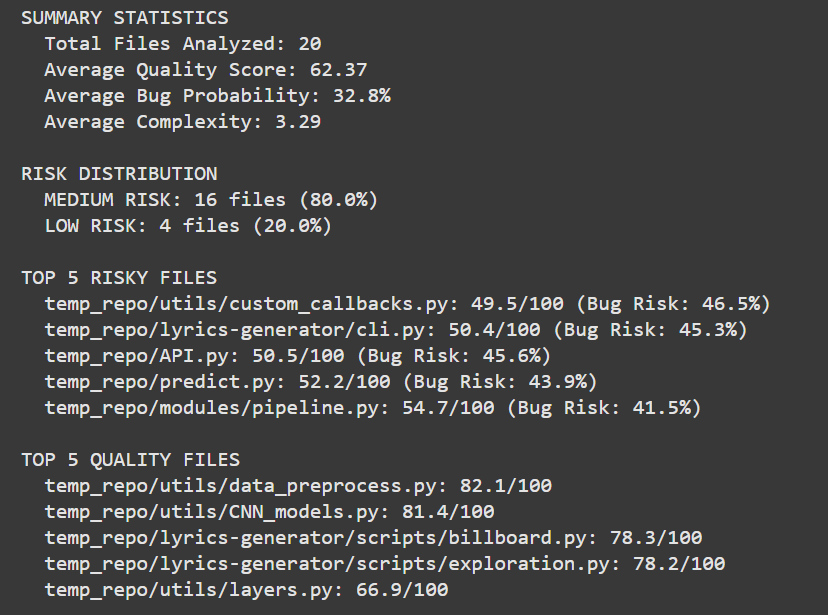 SUMMARY STATISTICS
Total Files Analyzed: 20
Average Quality Score: 62.37
Average Bug Probability: 32.8%
Average Complexity: 3.29
RISK DISTRIBUTION
MEDIUM RISK: 16 files (80.0%)
LOW RISK: 4 files (20.0%)
TOP 5 RISKY FILES
temp_repo/utils/custom_callbacks.py: 49.5/100 (Bug Risk: 46.5%)
temp_repo/lyrics-generator/cli.py: 50.4/100 (Bug Risk: 45.3%)
temp_repo/API.py: 50.5/100 (Bug Risk: 45.6%)
temp_repo/predict.py: 52.2/100 (Bug Risk: 43.9%)
temp_repo/modules/pipeline.py: 54.7/100 (Bug Risk: 41.5%)
TOP 5 QUALITY FILES
temp_repo/utils/data_preprocess.py: 82.1/100
temp_repo/utils/CNN_models.py: 81.4/100
temp_repo/lyrics-generator/scripts/billboard.py: 78.3/100
temp_repo/lyrics-generator/scripts/exploration.py: 78.2/100
temp_repo/utils/layers.py: 66.9/100